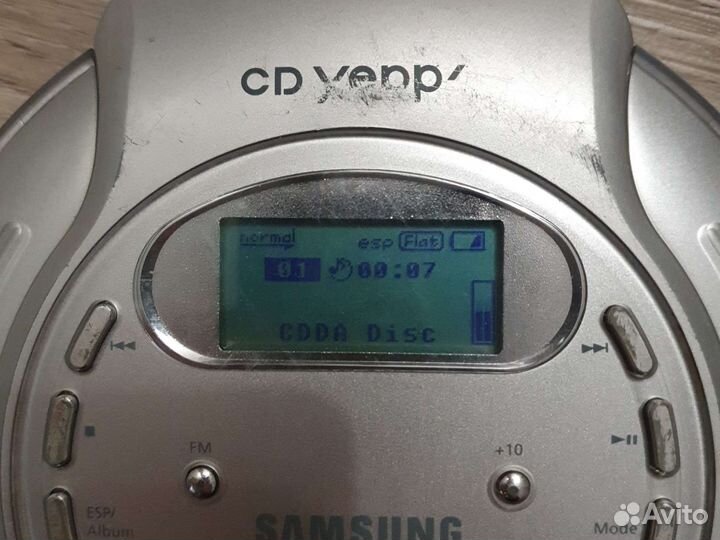 CD yepp'
normal esp Flat
01 00:07
CDDA Disc
FM
+10
ESP/
Album
SAMSUNG
Mode
Avito